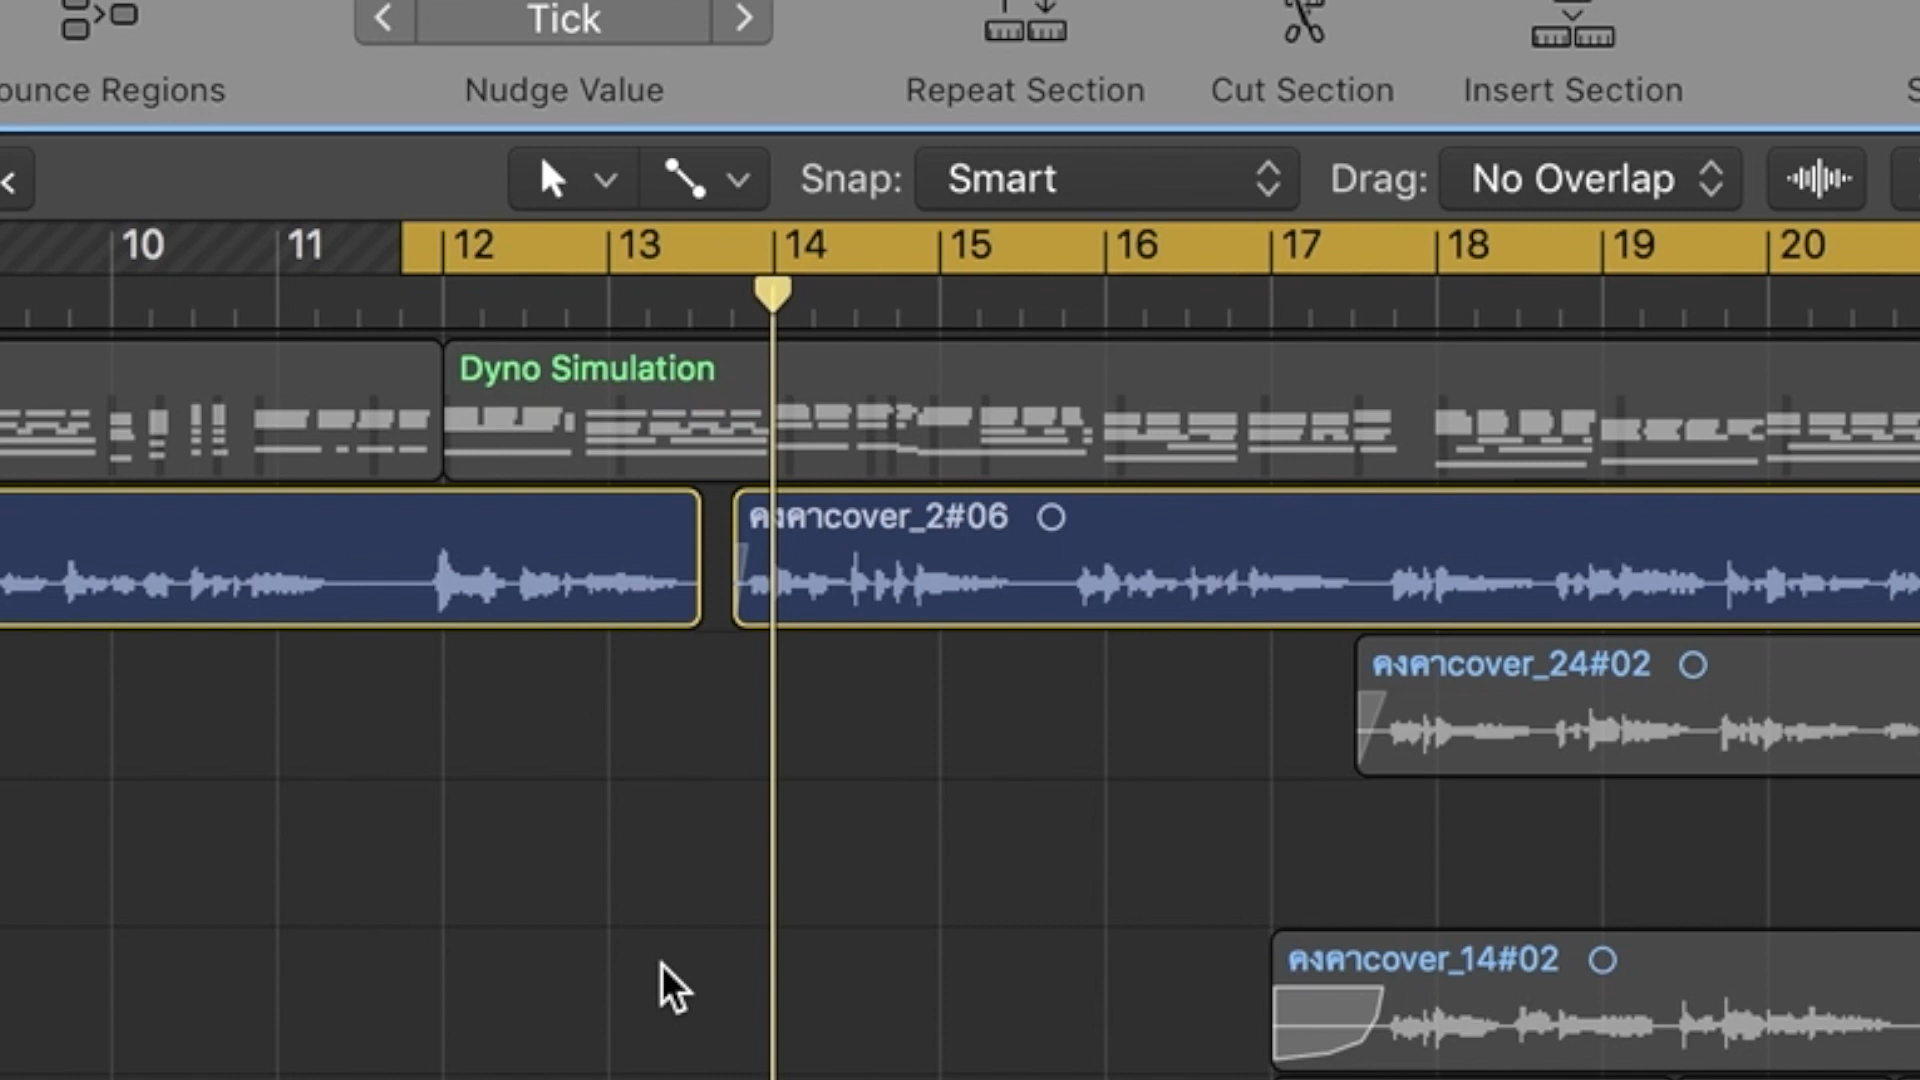 Tick
ounce Regions
Nudge Value
Repeat Section
Cut Section
Insert Section
Snap: Smart
Drag: No Overlap
10 11 12 13 14 15 16 17 18 19 20
Dyno Simulation
คงคาcover_2#06
คงคาcover_24#02
คงคาcover_14#02